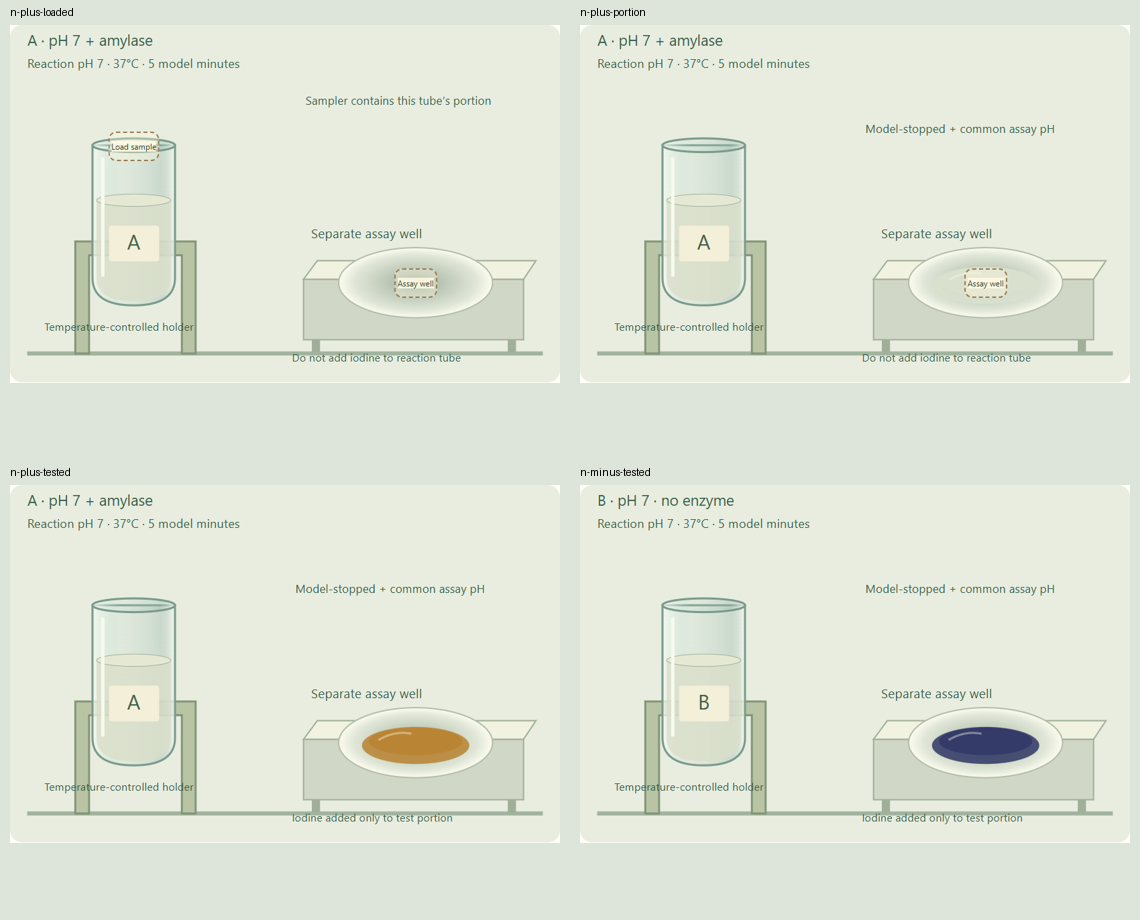 n-plus-loaded
A · pH 7 + amylase
Reaction pH 7 · 37°C · 5 model minutes
Sampler contains this tube's portion
Load sample
Separate assay well
A
Assay well
Temperature-controlled holder
Do not add iodine to reaction tube
n-plus-portion
A · pH 7 + amylase
Reaction pH 7 · 37°C · 5 model minutes
Model-stopped + common assay pH
Separate assay well
A
Assay well
Temperature-controlled holder
Do not add iodine to reaction tube
n-plus-tested
A · pH 7 + amylase
Reaction pH 7 · 37°C · 5 model minutes
Model-stopped + common assay pH
Separate assay well
A
Temperature-controlled holder
Iodine added only to test portion
n-minus-tested
B · pH 7 · no enzyme
Reaction pH 7 · 37°C · 5 model minutes
Model-stopped + common assay pH
Separate assay well
B
Temperature-controlled holder
Iodine added only to test portion